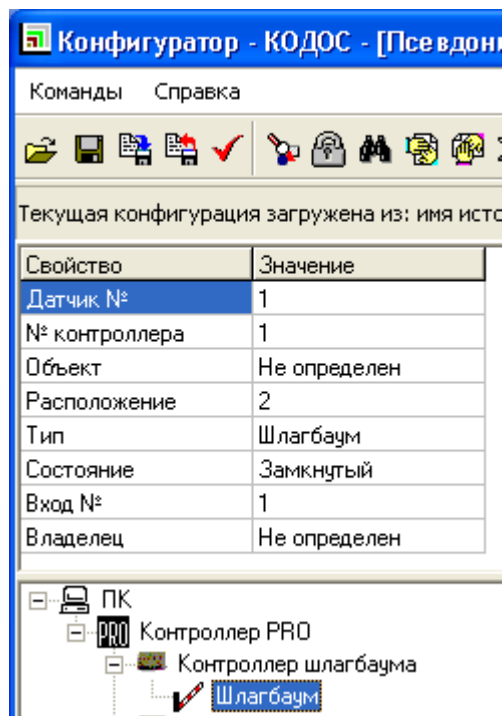 Конфигуратор - КОДОС - [Псевдон
Команды Справка
Текущая конфигурация загружена из: имя исто
Свойство Значение
Датчик № 1
№ контроллера 1
Объект Не определен
Расположение 2
Тип Шлагбаум
Состояние Замкнутый
Вход № 1
Владелец Не определен
ПК
PRO Контроллер PRO
Контроллер шлагбаума
Шлагбаум